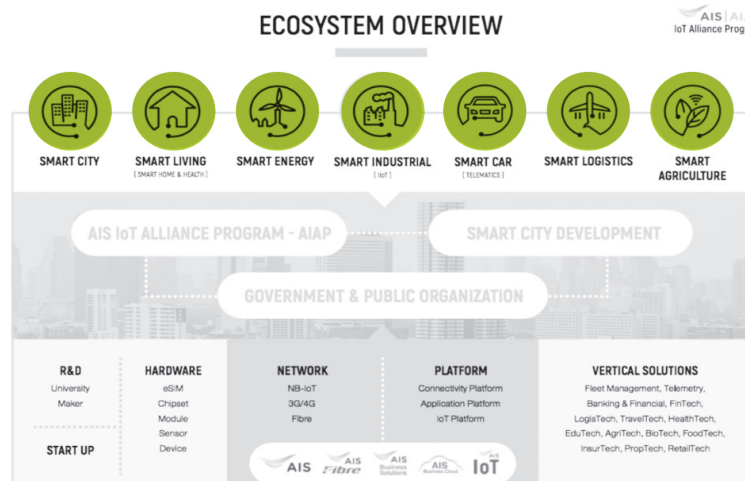 ECOSYSTEM OVERVIEW
AIS
IoT Alliance Progr
SMART CITY
SMART LIVING
[ SMART HOME & HEALTH ]
SMART ENERGY
SMART INDUSTRIAL
[ IIoT ]
SMART CAR
[ TELEMATICS ]
SMART LOGISTICS
SMART
AGRICULTURE
AIS IoT ALLIANCE PROGRAM - AIAP
SMART CITY DEVELOPMENT
GOVERNMENT & PUBLIC ORGANIZATION
R&D
University
Maker
START UP
HARDWARE
eSIM
Chipset
Module
Sensor
Device
NETWORK
NB-IoT
3G/4G
Fibre
PLATFORM
Connectivity Platform
Application Platform
IoT Platform
VERTICAL SOLUTIONS
Fleet Management, Telemetry,
Banking & Financial, FinTech,
LogisTech, TravelTech, HealthTech,
EduTech, AgriTech, BioTech, FoodTech,
InsurTech, PropTech, RetailTech
AIS
AIS Fibre
AIS Business Solutions
AIS Business Cloud
AIS IoT